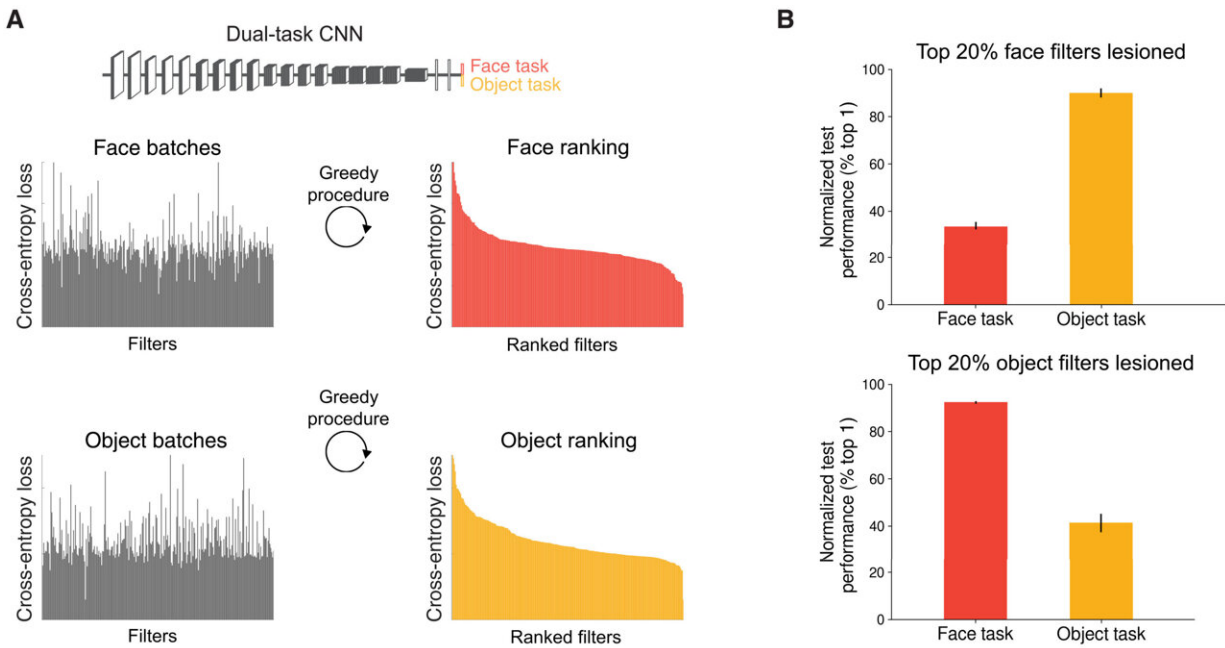 A
Dual-task CNN
Face task
Object task
Face batches
Cross-entropy loss
Filters
Greedy
procedure
Face ranking
Cross-entropy loss
Ranked filters
Object batches
Cross-entropy loss
Filters
Greedy
procedure
Object ranking
Cross-entropy loss
Ranked filters
B
Top 20% face filters lesioned
Normalized test
performance (% top 1)
100
80
60
40
20
0
Face task
Object task
Top 20% object filters lesioned
Normalized test
performance (% top 1)
100
80
60
40
20
0
Face task
Object task